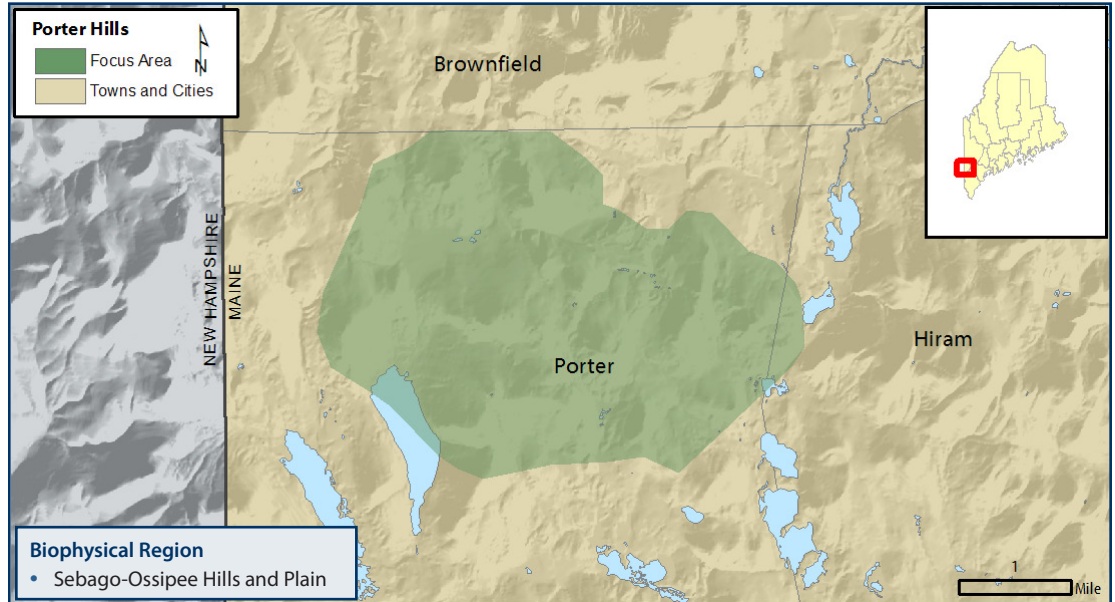 Porter Hills
N
Focus Area
Towns and Cities
Brownfield
NEW HAMPSHIRE
MAINE
Hiram
Porter
Biophysical Region
• Sebago-Ossipee Hills and Plain
1
Mile